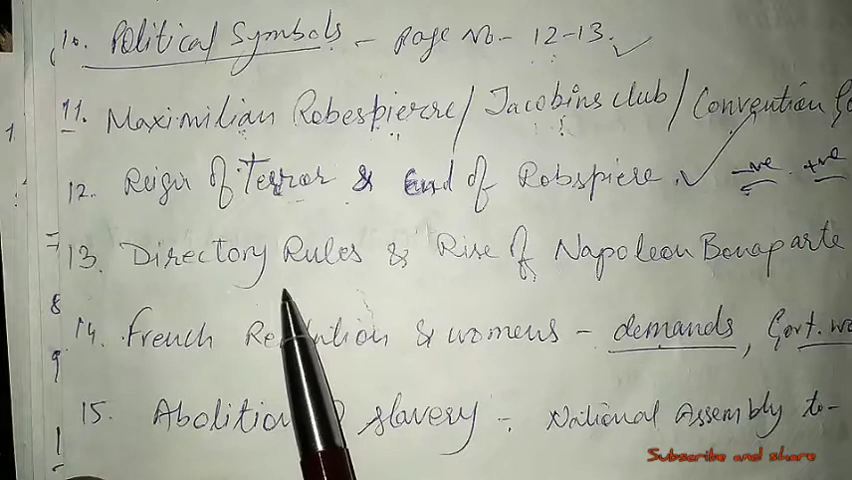 10. Political Symbols - Page No - 12-13.
11. Maximilian Robespierre/ Jacobins club/ Convention
12. Reign of Terror & End of Robspiere. -ve +ve
13. Directory Rules & Rise of Napoleon Bonaparte
14. French Revolution & womens - demands, Govt.
15. Abolition slavery - National Assembly to-
Subscribe and share